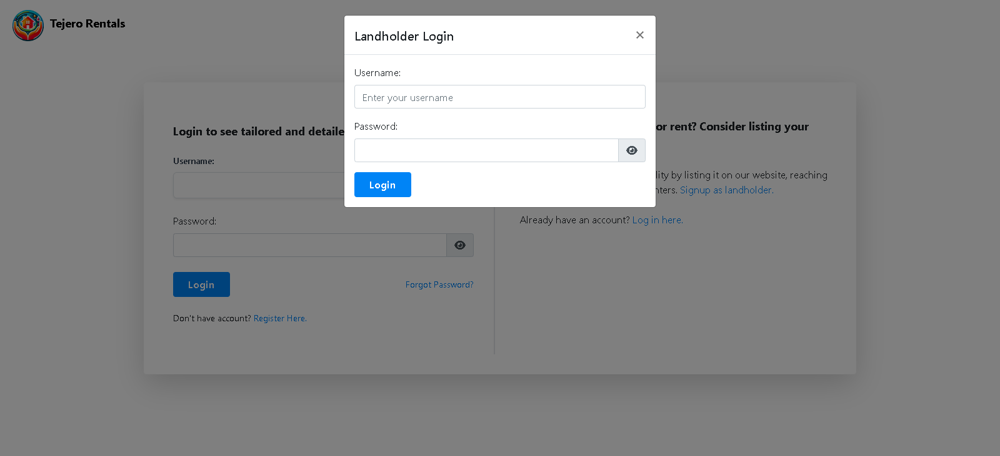 Tejero Rentals
Landholder Login
×
Username:
Enter your username
Password:
Login
Login to see tailored and detaile
Username:
Password:
Login
Forgot Password?
Don't have account? Register Here.
or rent? Consider listing your
lity by listing it on our website, reaching
nters. Signup as landholder.
Already have an account? Log in here.